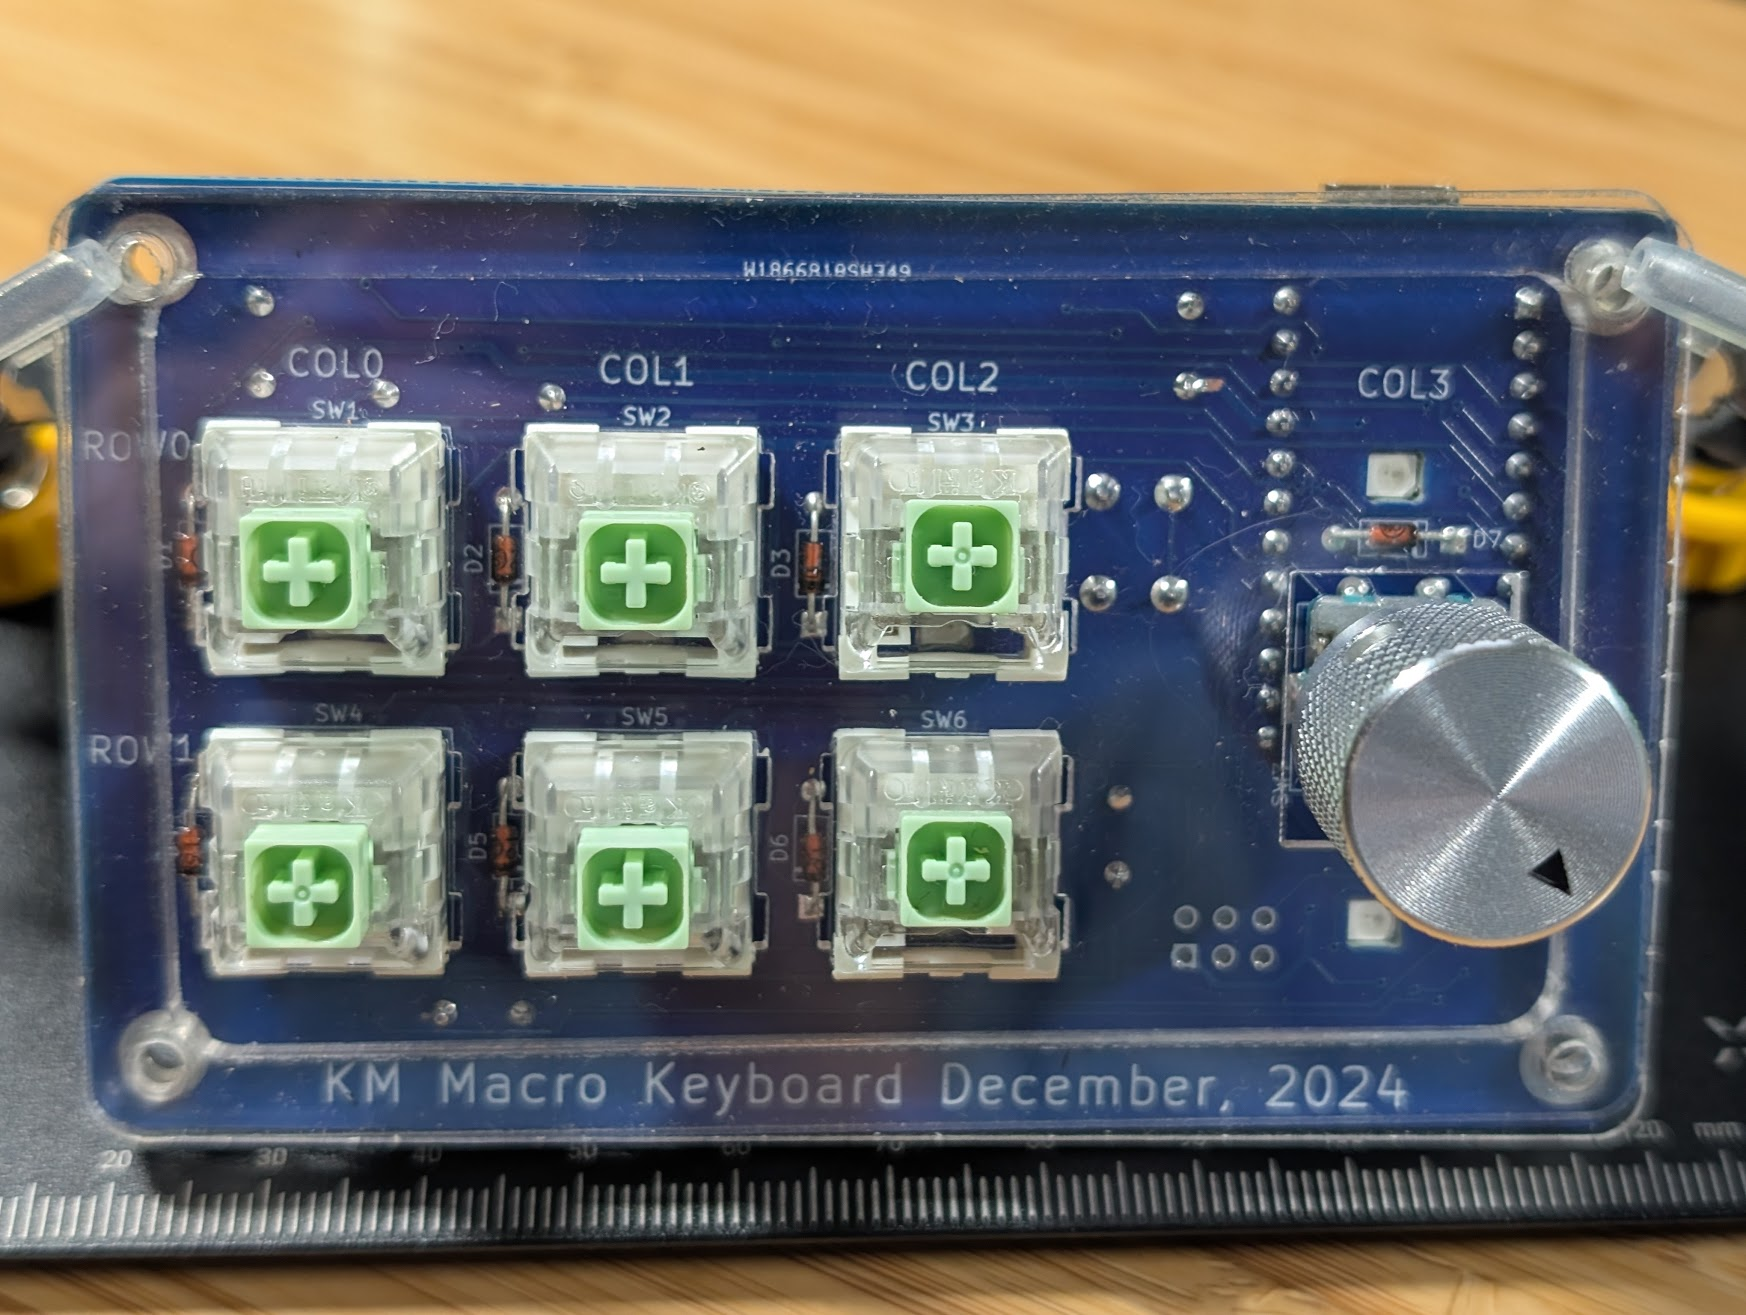 W1866810SH349
COL0
COL1
COL2
COL3
SW1
SW2
SW3
ROW0
D2
D3
D7
SW4
SW5
SW6
ROW1
D5
D6
KM Macro Keyboard December, 2024
20
30
40
50
60
70
120
mm